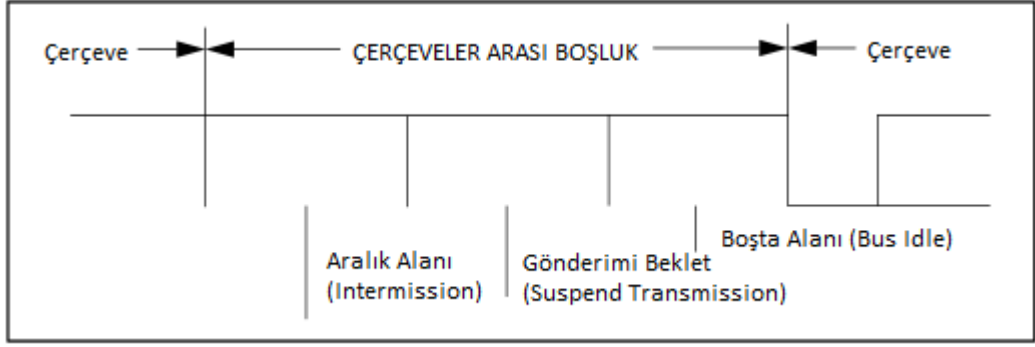 Çerçeve
ÇERÇEVELER ARASI BOŞLUK
Çerçeve
Aralık Alanı
(Intermission)
Gönderimi Beklet
(Suspend Transmission)
Boşta Alanı (Bus Idle)